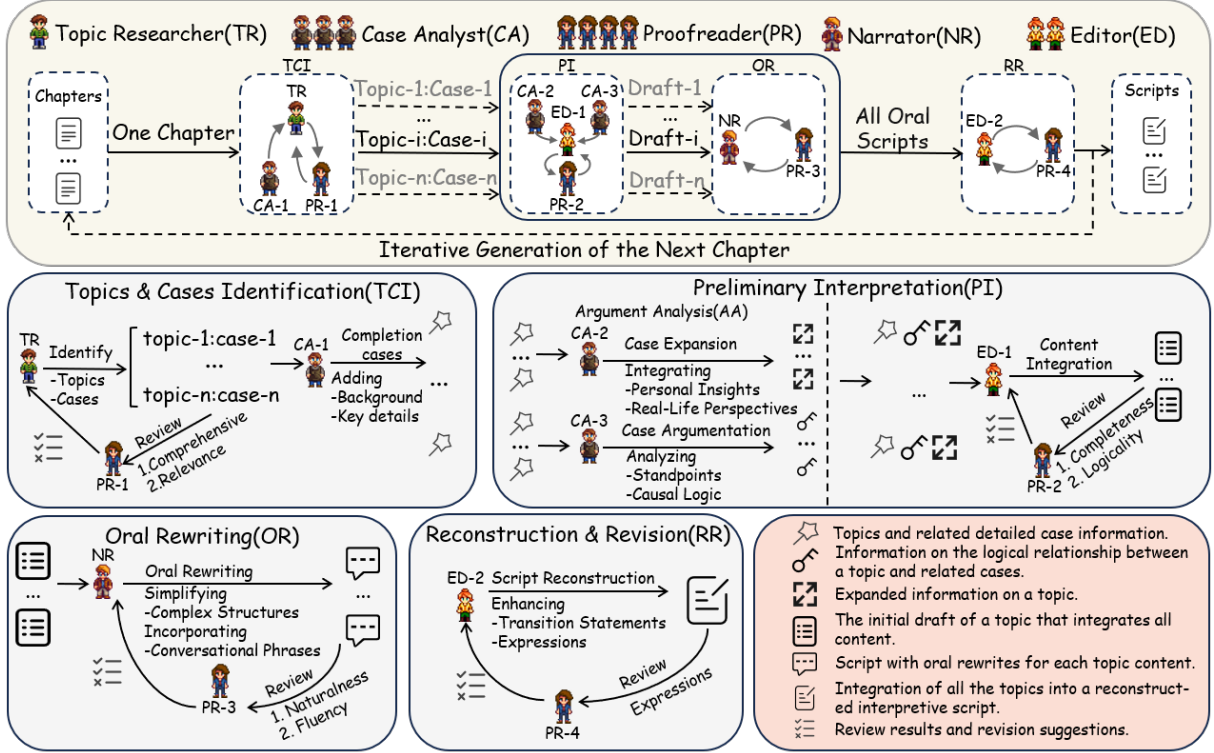 Topic Researcher(TR)
Case Analyst(CA)
Proofreader(PR)
Narrator(NR)
Editor(ED)
Chapters
...
One Chapter
TCI
TR
CA-1
PR-1
Topic-1:Case-1
...
Topic-i:Case-i
Topic-n:Case-n
PI
CA-2
CA-3
ED-1
PR-2
Draft-1
...
Draft-i
Draft-n
OR
NR
PR-3
All Oral
Scripts
RR
ED-2
PR-4
Scripts
...
Iterative Generation of the Next Chapter
Topics & Cases Identification(TCI)
TR
Identify
-Topics
-Cases
topic-1:case-1
...
topic-n:case-n
CA-1
Completion
cases
Adding
-Background
-Key details
...
Review
1.Comprehensive
2.Relevance
PR-1
Preliminary Interpretation(PI)
Argument Analysis(AA)
...
CA-2
Case Expansion
Integrating
-Personal Insights
-Real-Life Perspectives
...
...
CA-3
Case Argumentation
Analyzing
-Standpoints
-Causal Logic
...
...
ED-1
Content
Integration
...
Review
1. Completeness
2. Logicality
PR-2
Oral Rewriting(OR)
...
NR
Oral Rewriting
Simplifying
-Complex Structures
Incorporating
-Conversational Phrases
...
Review
1. Naturalness
2. Fluency
PR-3
Reconstruction & Revision(RR)
ED-2
Script Reconstruction
Enhancing
-Transition Statements
-Expressions
Review
Expressions
PR-4
Topics and related detailed case information.
Information on the logical relationship between
a topic and related cases.
Expanded information on a topic.
The initial draft of a topic that integrates all
content.
Script with oral rewrites for each topic content.
Integration of all the topics into a reconstruct-
ed interpretive script.
Review results and revision suggestions.